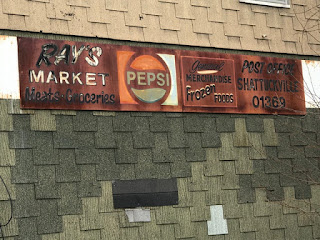 RAY'S
MARKET
Meats Groceries
PEPSI
General
MERCHANDISE
Frozen
FOODS
POST OFFICE
SHATTUCKVILLE
01369